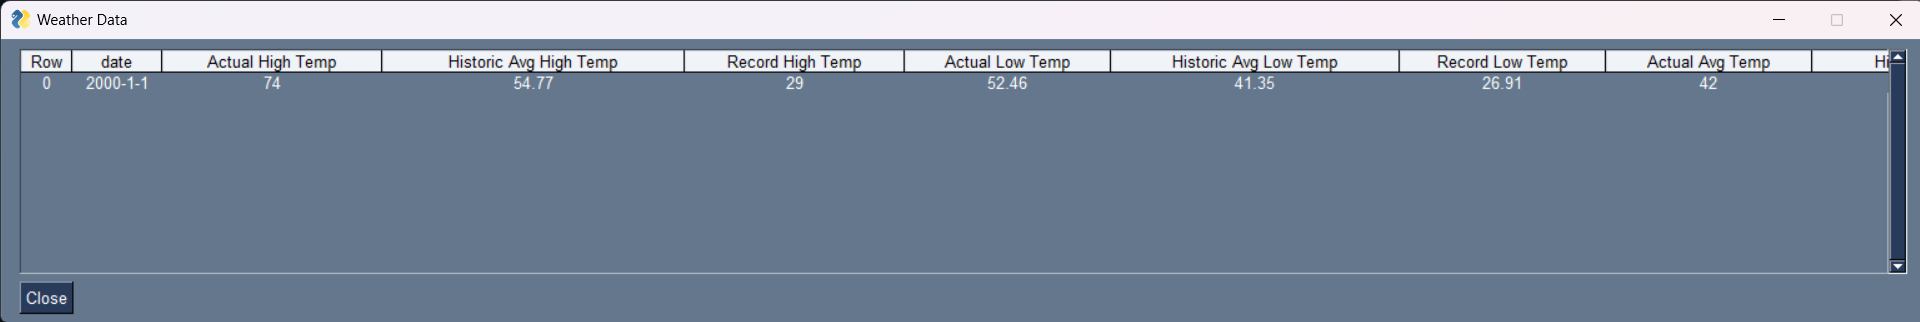 Weather Data
Row date Actual High Temp Historic Avg High Temp Record High Temp Actual Low Temp Historic Avg Low Temp Record Low Temp Actual Avg Temp Hi
0 2000-1-1 74 54.77 29 52.46 41.35 26.91 42
Close